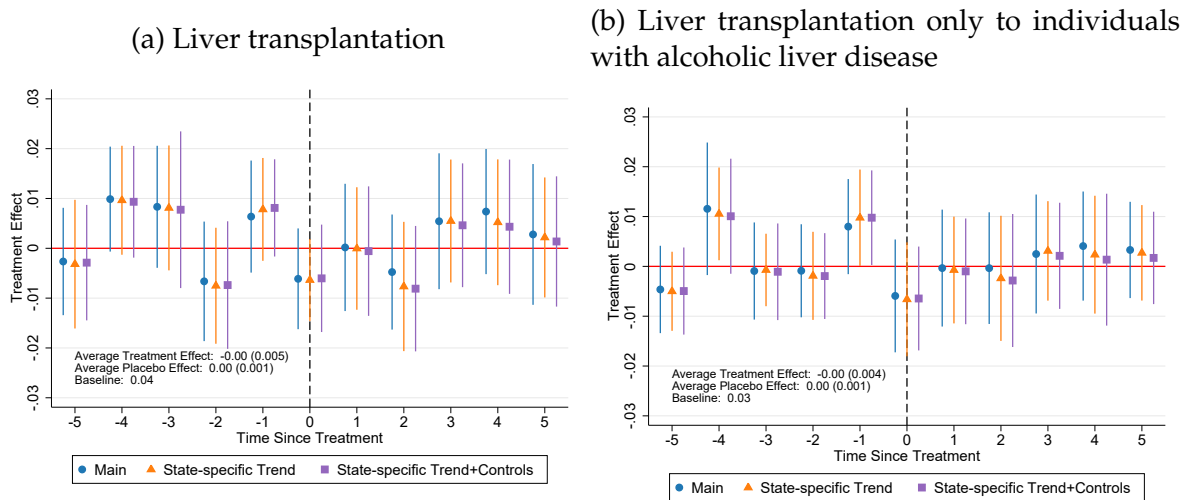 (a) Liver transplantation
(b) Liver transplantation only to individuals
with alcoholic liver disease
.03
.02
.01
0
-.01
-.02
-.03
Treatment Effect
Average Treatment Effect: -0.00 (0.005)
Average Placebo Effect: 0.00 (0.001)
Baseline: 0.04
-5 -4 -3 -2 -1 0 1 2 3 4 5
Time Since Treatment
Main State-specific Trend State-specific Trend+Controls
.03
.02
.01
0
-.01
-.02
-.03
Treatment Effect
Average Treatment Effect: -0.00 (0.004)
Average Placebo Effect: 0.00 (0.001)
Baseline: 0.03
-5 -4 -3 -2 -1 0 1 2 3 4 5
Time Since Treatment
Main State-specific Trend State-specific Trend+Controls